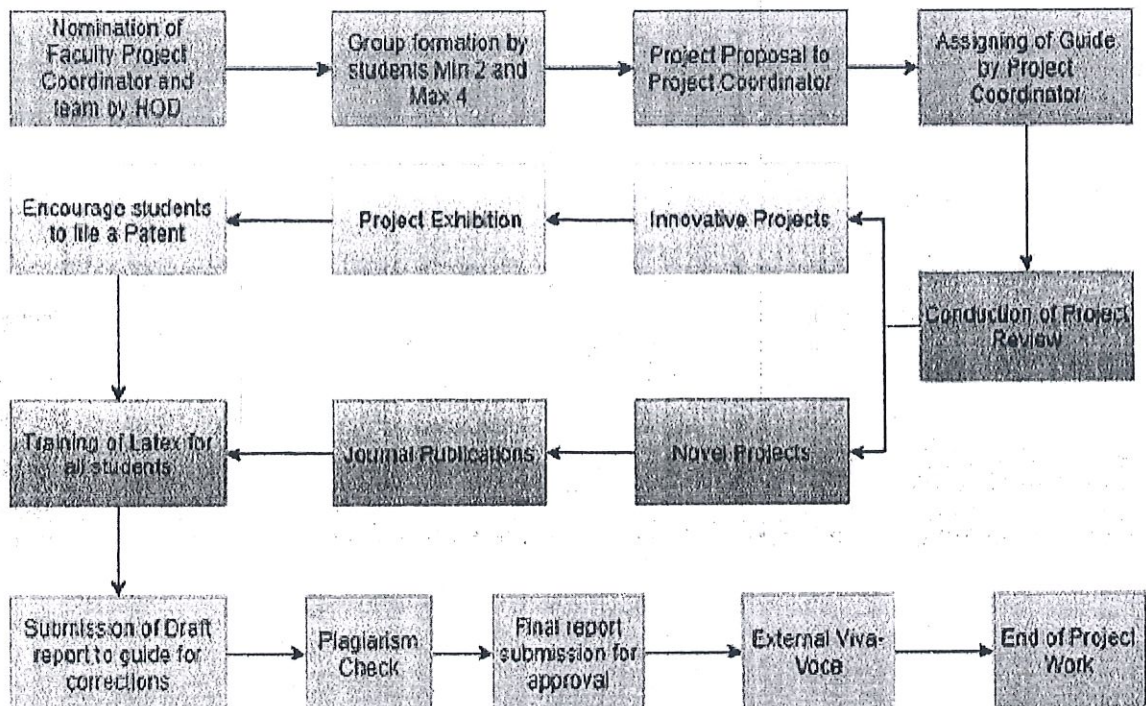 Nomination of
Faculty Project
Coordinator and
team by HOD
Group formation by
students Min 2 and
Max 4
Project Proposal to
Project Coordinator
Assigning of Guide
by Project
Coordinator
Encourage students
to file a Patent
Project Exhibition
Innovative Projects
Conduction of Project
Review
Training of Latex for
all students
Journal Publications
Novel Projects
Submission of Draft
report to guide for
corrections
Plagiarism
Check
Final report
submission for
approval
External Viva-
Voce
End of Project
Work